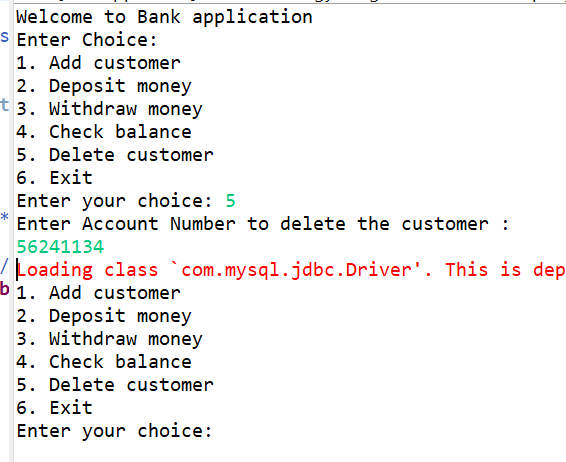 Welcome to Bank application
Enter Choice:
1. Add customer
2. Deposit money
3. Withdraw money
4. Check balance
5. Delete customer
6. Exit
Enter your choice: 5
Enter Account Number to delete the customer :
56241134
Loading class `com.mysql.jdbc.Driver'. This is dep
1. Add customer
2. Deposit money
3. Withdraw money
4. Check balance
5. Delete customer
6. Exit
Enter your choice: